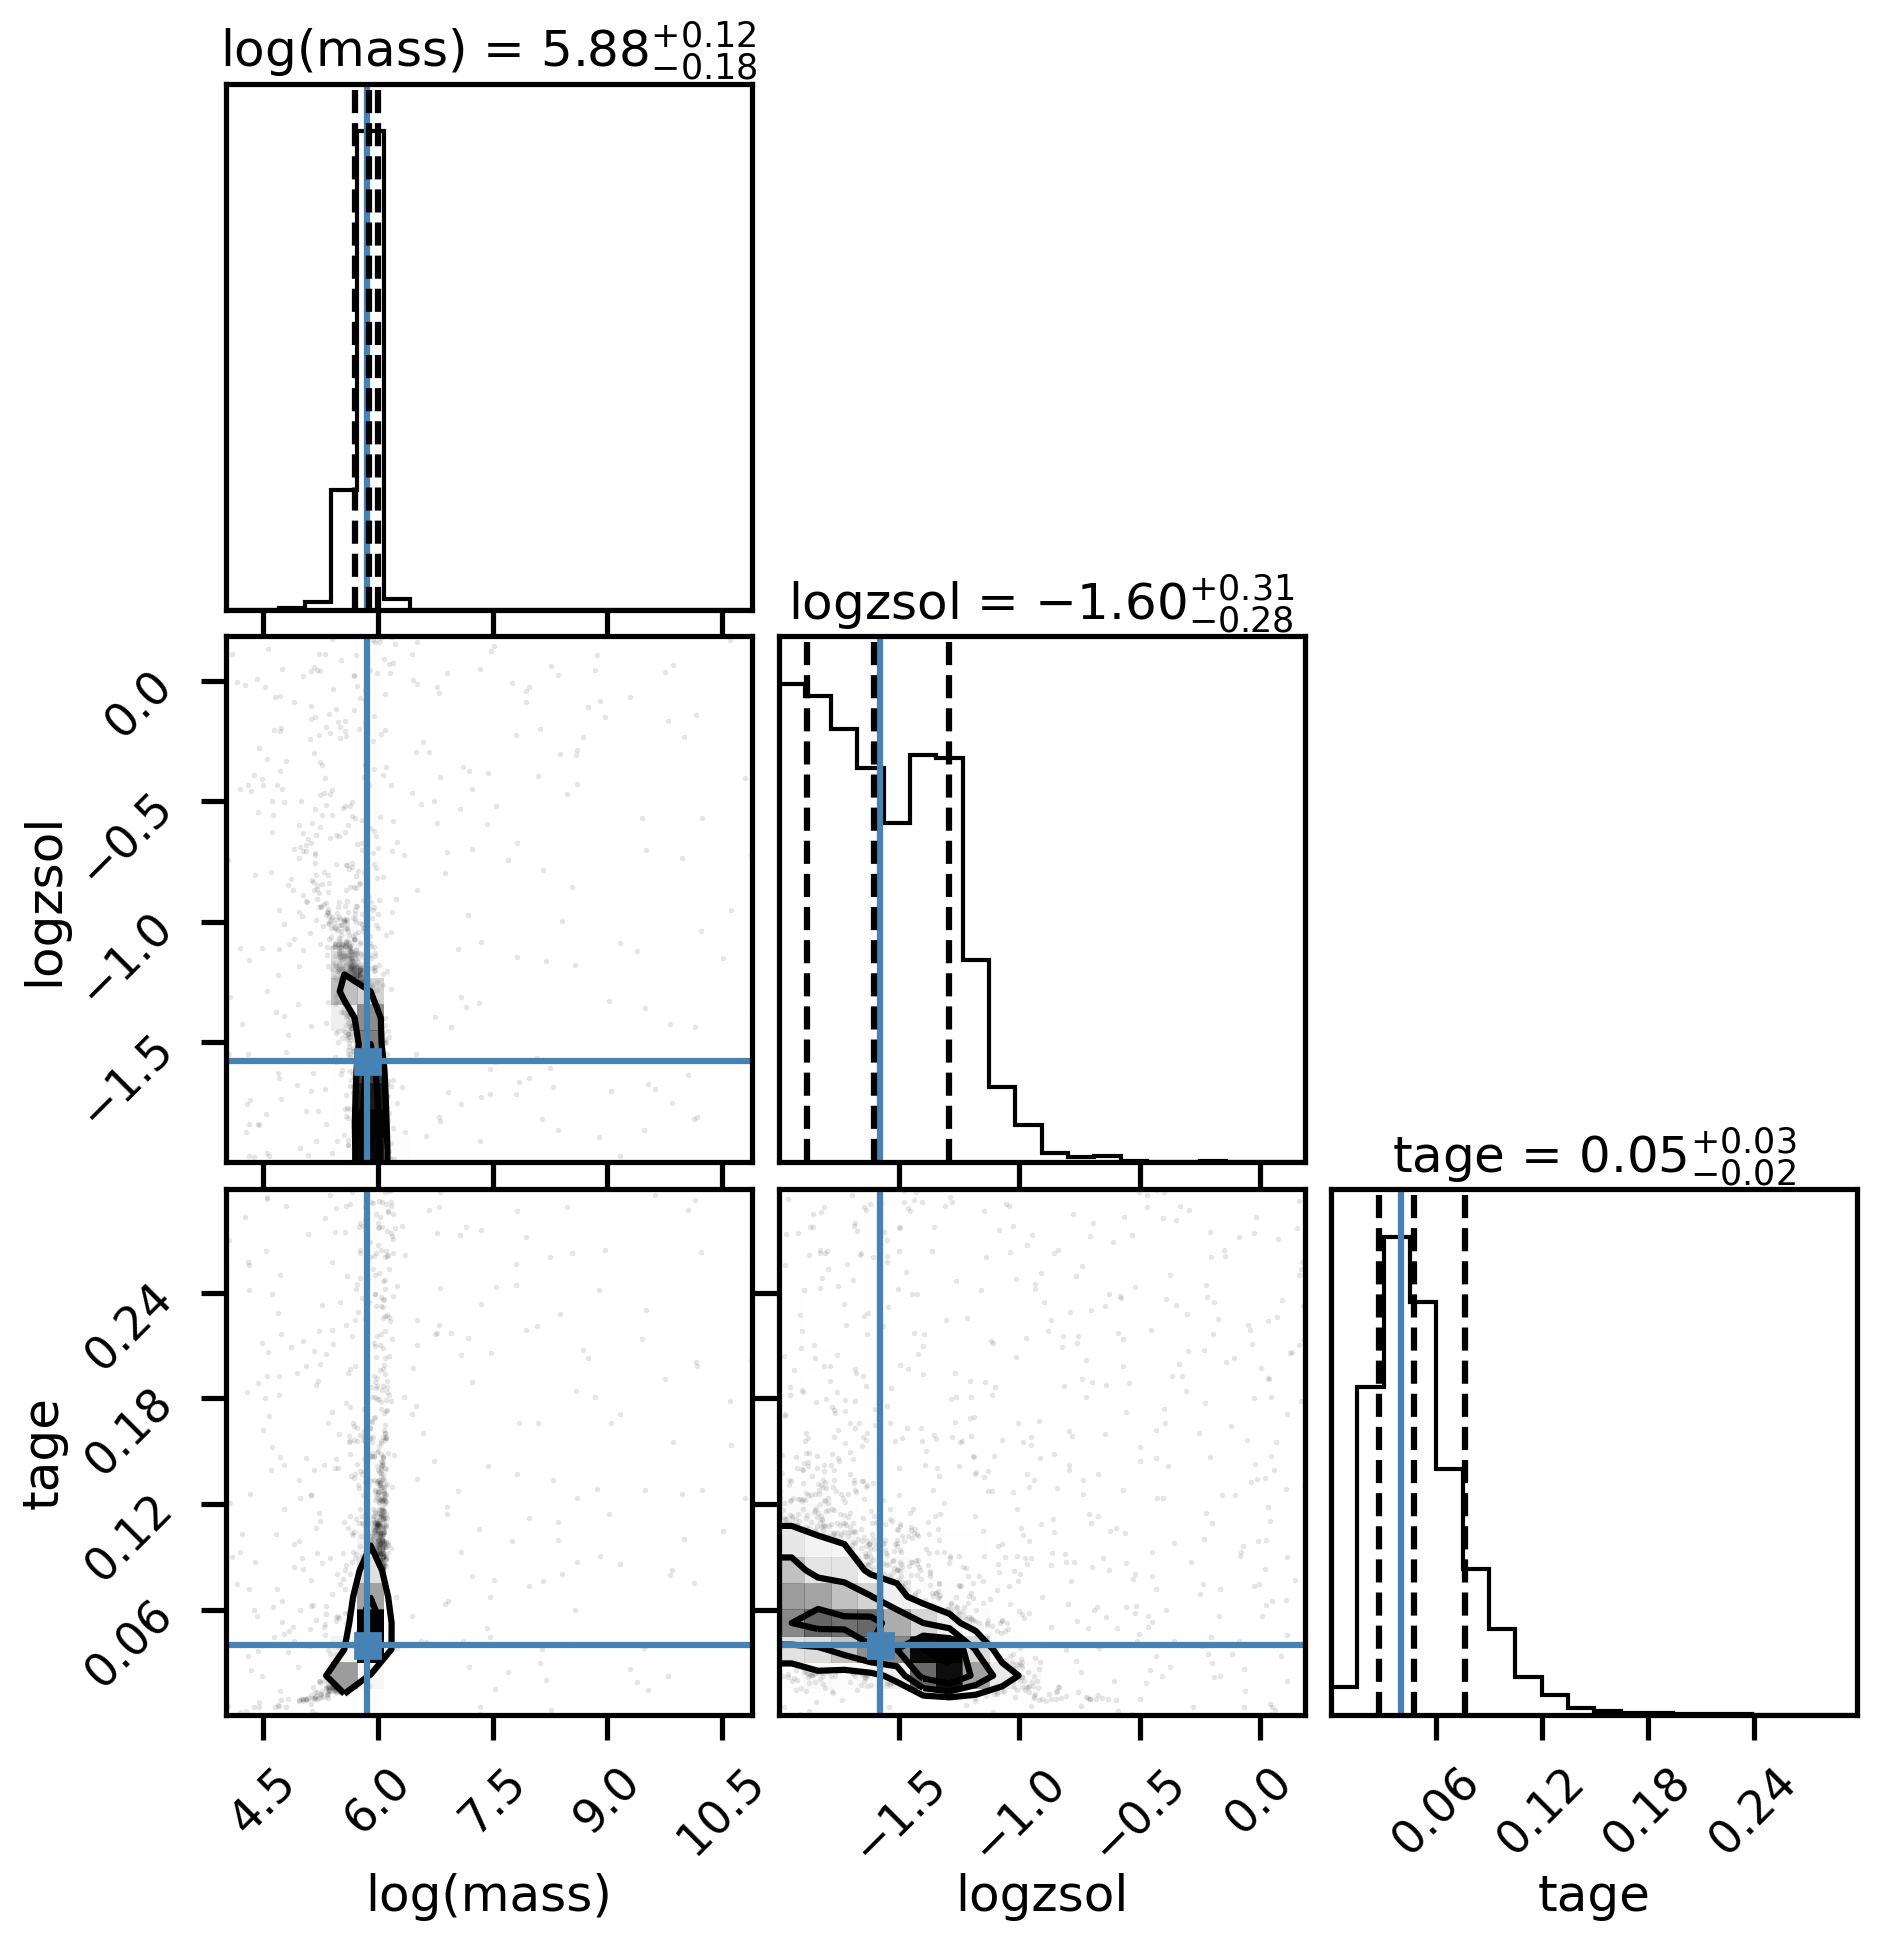 log(mass) = 5.88+0.12 −0.18
logzsol = −1.60+0.31 −0.28
0.0
−0.5
−1.0
−1.5
logzsol
tage = 0.05+0.03 −0.02
0.24
0.18
0.12
0.06
tage
4.5 6.0 7.5 9.0 10.5 −1.5 −1.0 −0.5 0.0 0.06 0.12 0.18 0.24
log(mass) logzsol tage